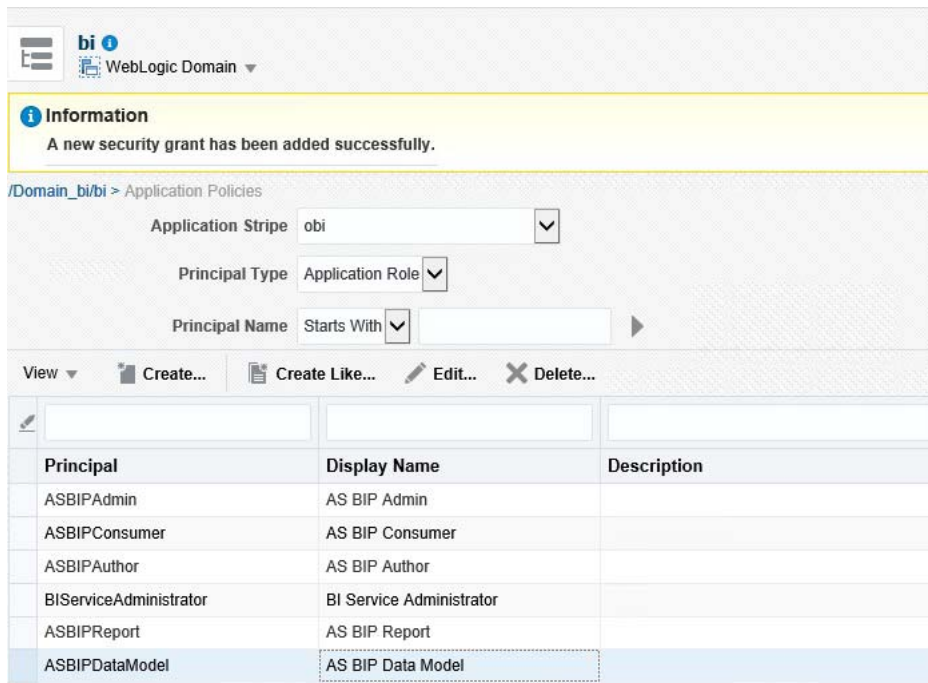 bi
WebLogic Domain
Information
A new security grant has been added successfully.
/Domain_bi/bi > Application Policies
Application Stripe obi
Principal Type Application Role
Principal Name Starts With
View Create... Create Like... Edit... Delete...
Principal Display Name Description
ASBIPAdmin AS BIP Admin
ASBIPConsumer AS BIP Consumer
ASBIPAuthor AS BIP Author
BIServiceAdministrator BI Service Administrator
ASBIPReport AS BIP Report
ASBIPDataModel AS BIP Data Model